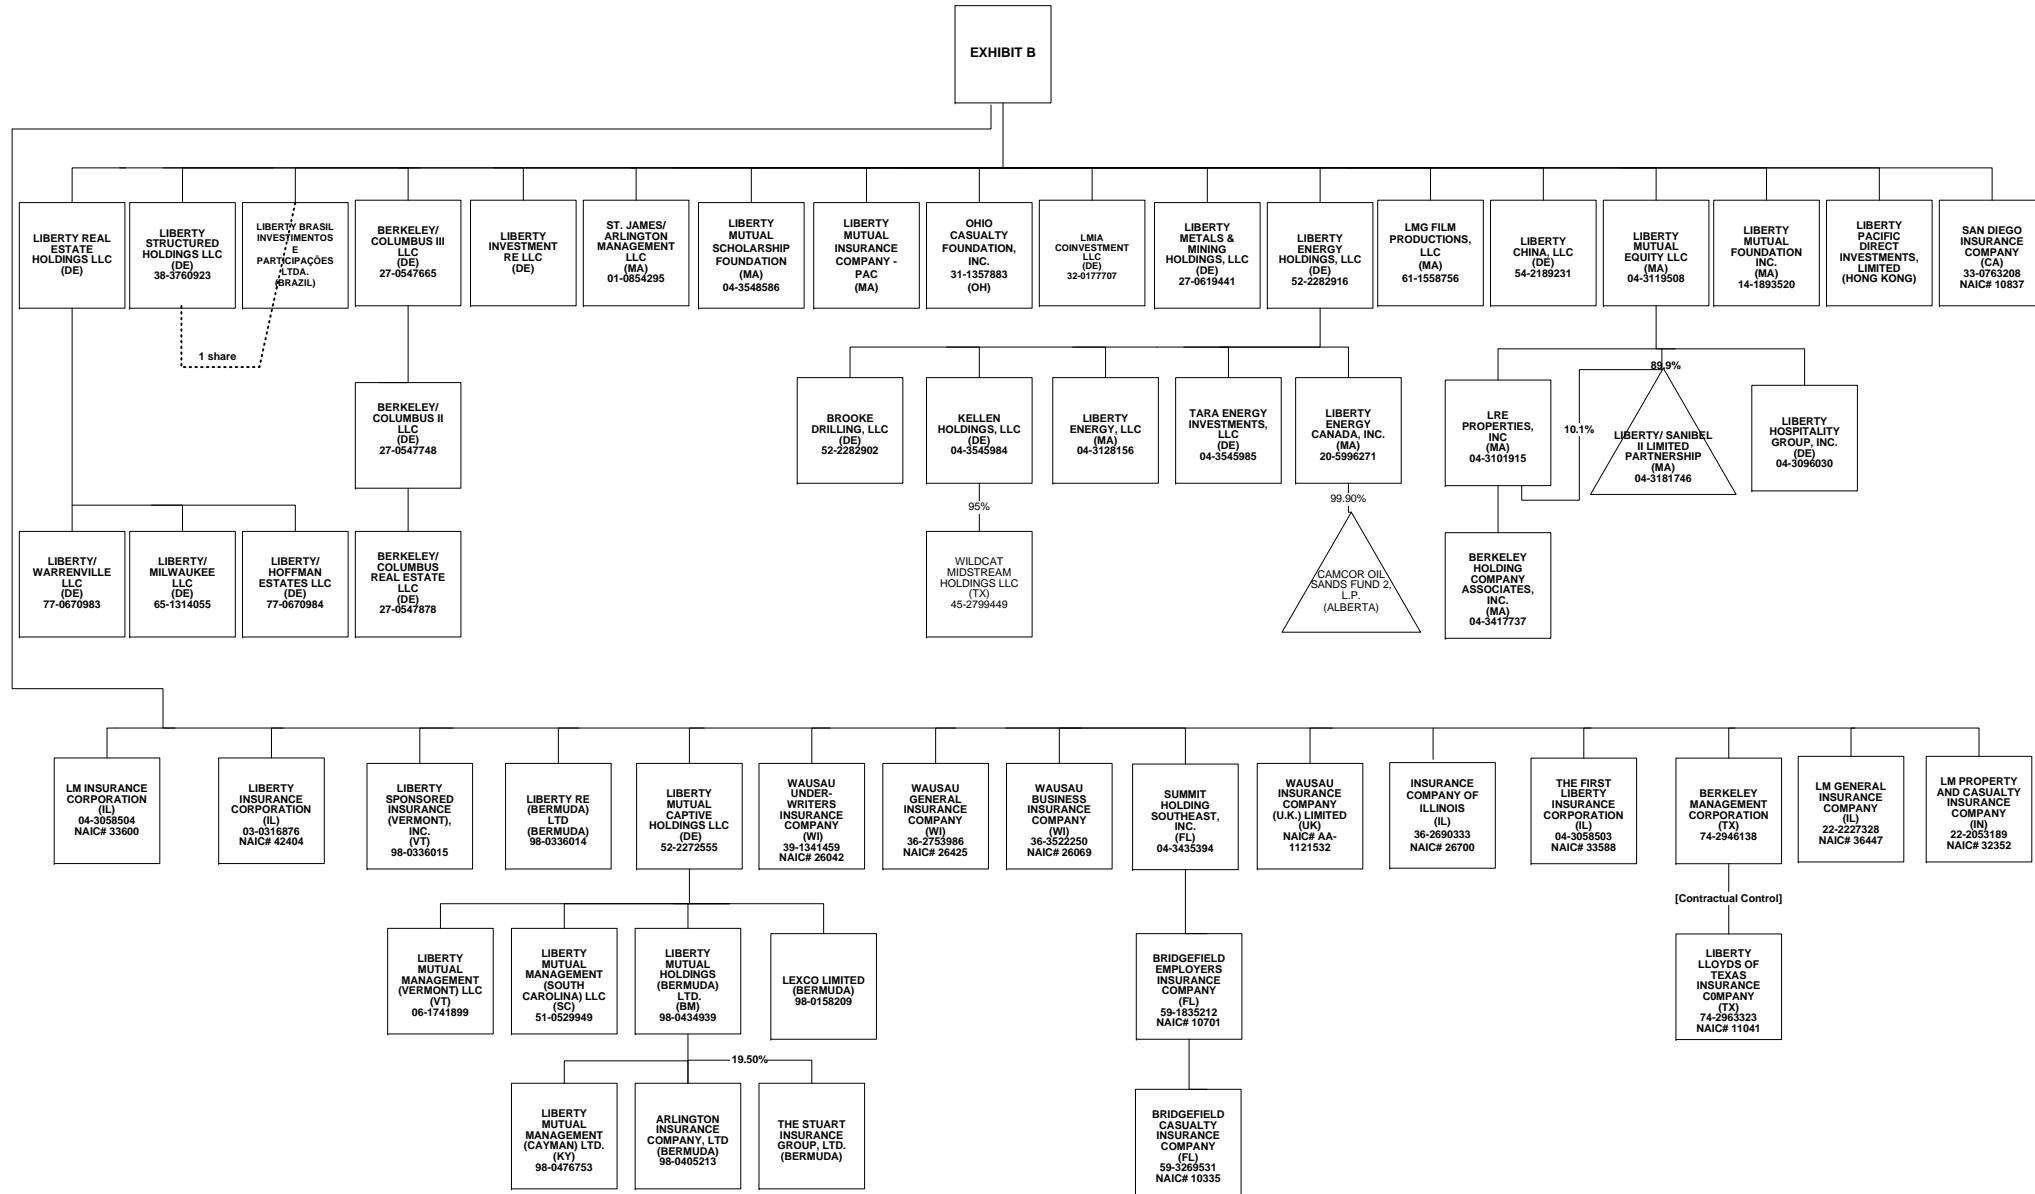 EXHIBIT B
LIBERTY REAL
ESTATE
HOLDINGS LLC
(DE)
LIBERTY
STRUCTURED
HOLDINGS LLC
(DE)
38-3760923
LIBERTY BRASIL
INVESTIMENTOS
E
PARTICIPAÇÕES
LTDA.
(BRAZIL)
BERKELEY/
COLUMBUS III
LLC
(DE)
27-0547665
LIBERTY
INVESTMENT
RE LLC
(DE)
ST. JAMES/
ARLINGTON
MANAGEMENT
LLC
(MA)
01-0854295
LIBERTY
MUTUAL
SCHOLARSHIP
FOUNDATION
(MA)
04-3548586
LIBERTY
MUTUAL
INSURANCE
COMPANY -
PAC
(MA)
OHIO
CASUALTY
FOUNDATION,
INC.
31-1357883
(OH)
LMIA
COINVESTMENT
LLC
(DE)
32-0177707
LIBERTY
METALS &
MINING
HOLDINGS, LLC
(DE)
27-0619441
LIBERTY
ENERGY
HOLDINGS, LLC
(DE)
52-2282916
LMG FILM
PRODUCTIONS,
LLC
(MA)
61-1558756
LIBERTY
CHINA, LLC
(DE)
54-2189231
LIBERTY
MUTUAL
EQUITY LLC
(MA)
04-3119508
LIBERTY
MUTUAL
FOUNDATION
INC.
(MA)
14-1893520
LIBERTY
PACIFIC
DIRECT
INVESTMENTS,
LIMITED
(HONG KONG)
SAN DIEGO
INSURANCE
COMPANY
(CA)
33-0763208
NAIC# 10837
1 share
BERKELEY/
COLUMBUS II
LLC
(DE)
27-0547748
BROOKE
DRILLING, LLC
(DE)
52-2282902
KELLEN
HOLDINGS, LLC
(DE)
04-3545984
LIBERTY
ENERGY, LLC
(MA)
04-3128156
TARA ENERGY
INVESTMENTS,
LLC
(DE)
04-3545985
LIBERTY
ENERGY
CANADA, INC.
(MA)
20-5996271
LRE
PROPERTIES,
INC
(MA)
04-3101915
10.1%
89.9%
LIBERTY/ SANIBEL
II LIMITED
PARTNERSHIP
(MA)
04-3181746
LIBERTY
HOSPITALITY
GROUP, INC.
(DE)
04-3096030
95%
99.90%
LIBERTY/
WARRENVILLE
LLC
(DE)
77-0670983
LIBERTY/
MILWAUKEE
LLC
(DE)
65-1314055
LIBERTY/
HOFFMAN
ESTATES LLC
(DE)
77-0670984
BERKELEY/
COLUMBUS
REAL ESTATE
LLC
(DE)
27-0547878
WILDCAT
MIDSTREAM
HOLDINGS LLC
(TX)
45-2799449
CAMCOR OIL
SANDS FUND 2,
L.P.
(ALBERTA)
BERKELEY
HOLDING
COMPANY
ASSOCIATES,
INC.
(MA)
04-3417737
LM INSURANCE
CORPORATION
(IL)
04-3058504
NAIC# 33600
LIBERTY
INSURANCE
CORPORATION
(IL)
03-0316876
NAIC# 42404
LIBERTY
SPONSORED
INSURANCE
(VERMONT),
INC.
(VT)
98-0336015
LIBERTY RE
(BERMUDA)
LTD
(BERMUDA)
98-0336014
LIBERTY
MUTUAL
CAPTIVE
HOLDINGS LLC
(DE)
52-2272555
WAUSAU
UNDER-
WRITERS
INSURANCE
COMPANY
(WI)
39-1341459
NAIC# 26042
WAUSAU
GENERAL
INSURANCE
COMPANY
(WI)
36-2753986
NAIC# 26425
WAUSAU
BUSINESS
INSURANCE
COMPANY
(WI)
36-3522250
NAIC# 26069
SUMMIT
HOLDING
SOUTHEAST,
INC.
(FL)
04-3435394
WAUSAU
INSURANCE
COMPANY
(U.K.) LIMITED
(UK)
NAIC# AA-
1121532
INSURANCE
COMPANY OF
ILLINOIS
(IL)
36-2690333
NAIC# 26700
THE FIRST
LIBERTY
INSURANCE
CORPORATION
(IL)
04-3058503
NAIC# 33588
BERKELEY
MANAGEMENT
CORPORATION
(TX)
74-2946138
LM GENERAL
INSURANCE
COMPANY
(IL)
22-2227328
NAIC# 36447
LM PROPERTY
AND CASUALTY
INSURANCE
COMPANY
(IN)
22-2053189
NAIC# 32352
[Contractual Control]
LIBERTY
MUTUAL
MANAGEMENT
(VERMONT) LLC
(VT)
06-1741899
LIBERTY
MUTUAL
MANAGEMENT
(SOUTH
CAROLINA) LLC
(SC)
51-0529949
LIBERTY
MUTUAL
HOLDINGS
(BERMUDA)
LTD.
(BM)
98-0434939
LEXCO LIMITED
(BERMUDA)
98-0158209
BRIDGEFIELD
EMPLOYERS
INSURANCE
COMPANY
(FL)
59-1835212
NAIC# 10701
LIBERTY
LLOYDS OF
TEXAS
INSURANCE
C0MPANY
(TX)
74-2963323
NAIC# 11041
19.50%
LIBERTY
MUTUAL
MANAGEMENT
(CAYMAN) LTD.
(KY)
98-0476753
ARLINGTON
INSURANCE
COMPANY, LTD
(BERMUDA)
98-0405213
THE STUART
INSURANCE
GROUP, LTD.
(BERMUDA)
BRIDGEFIELD
CASUALTY
INSURANCE
COMPANY
(FL)
59-3269531
NAIC# 10335